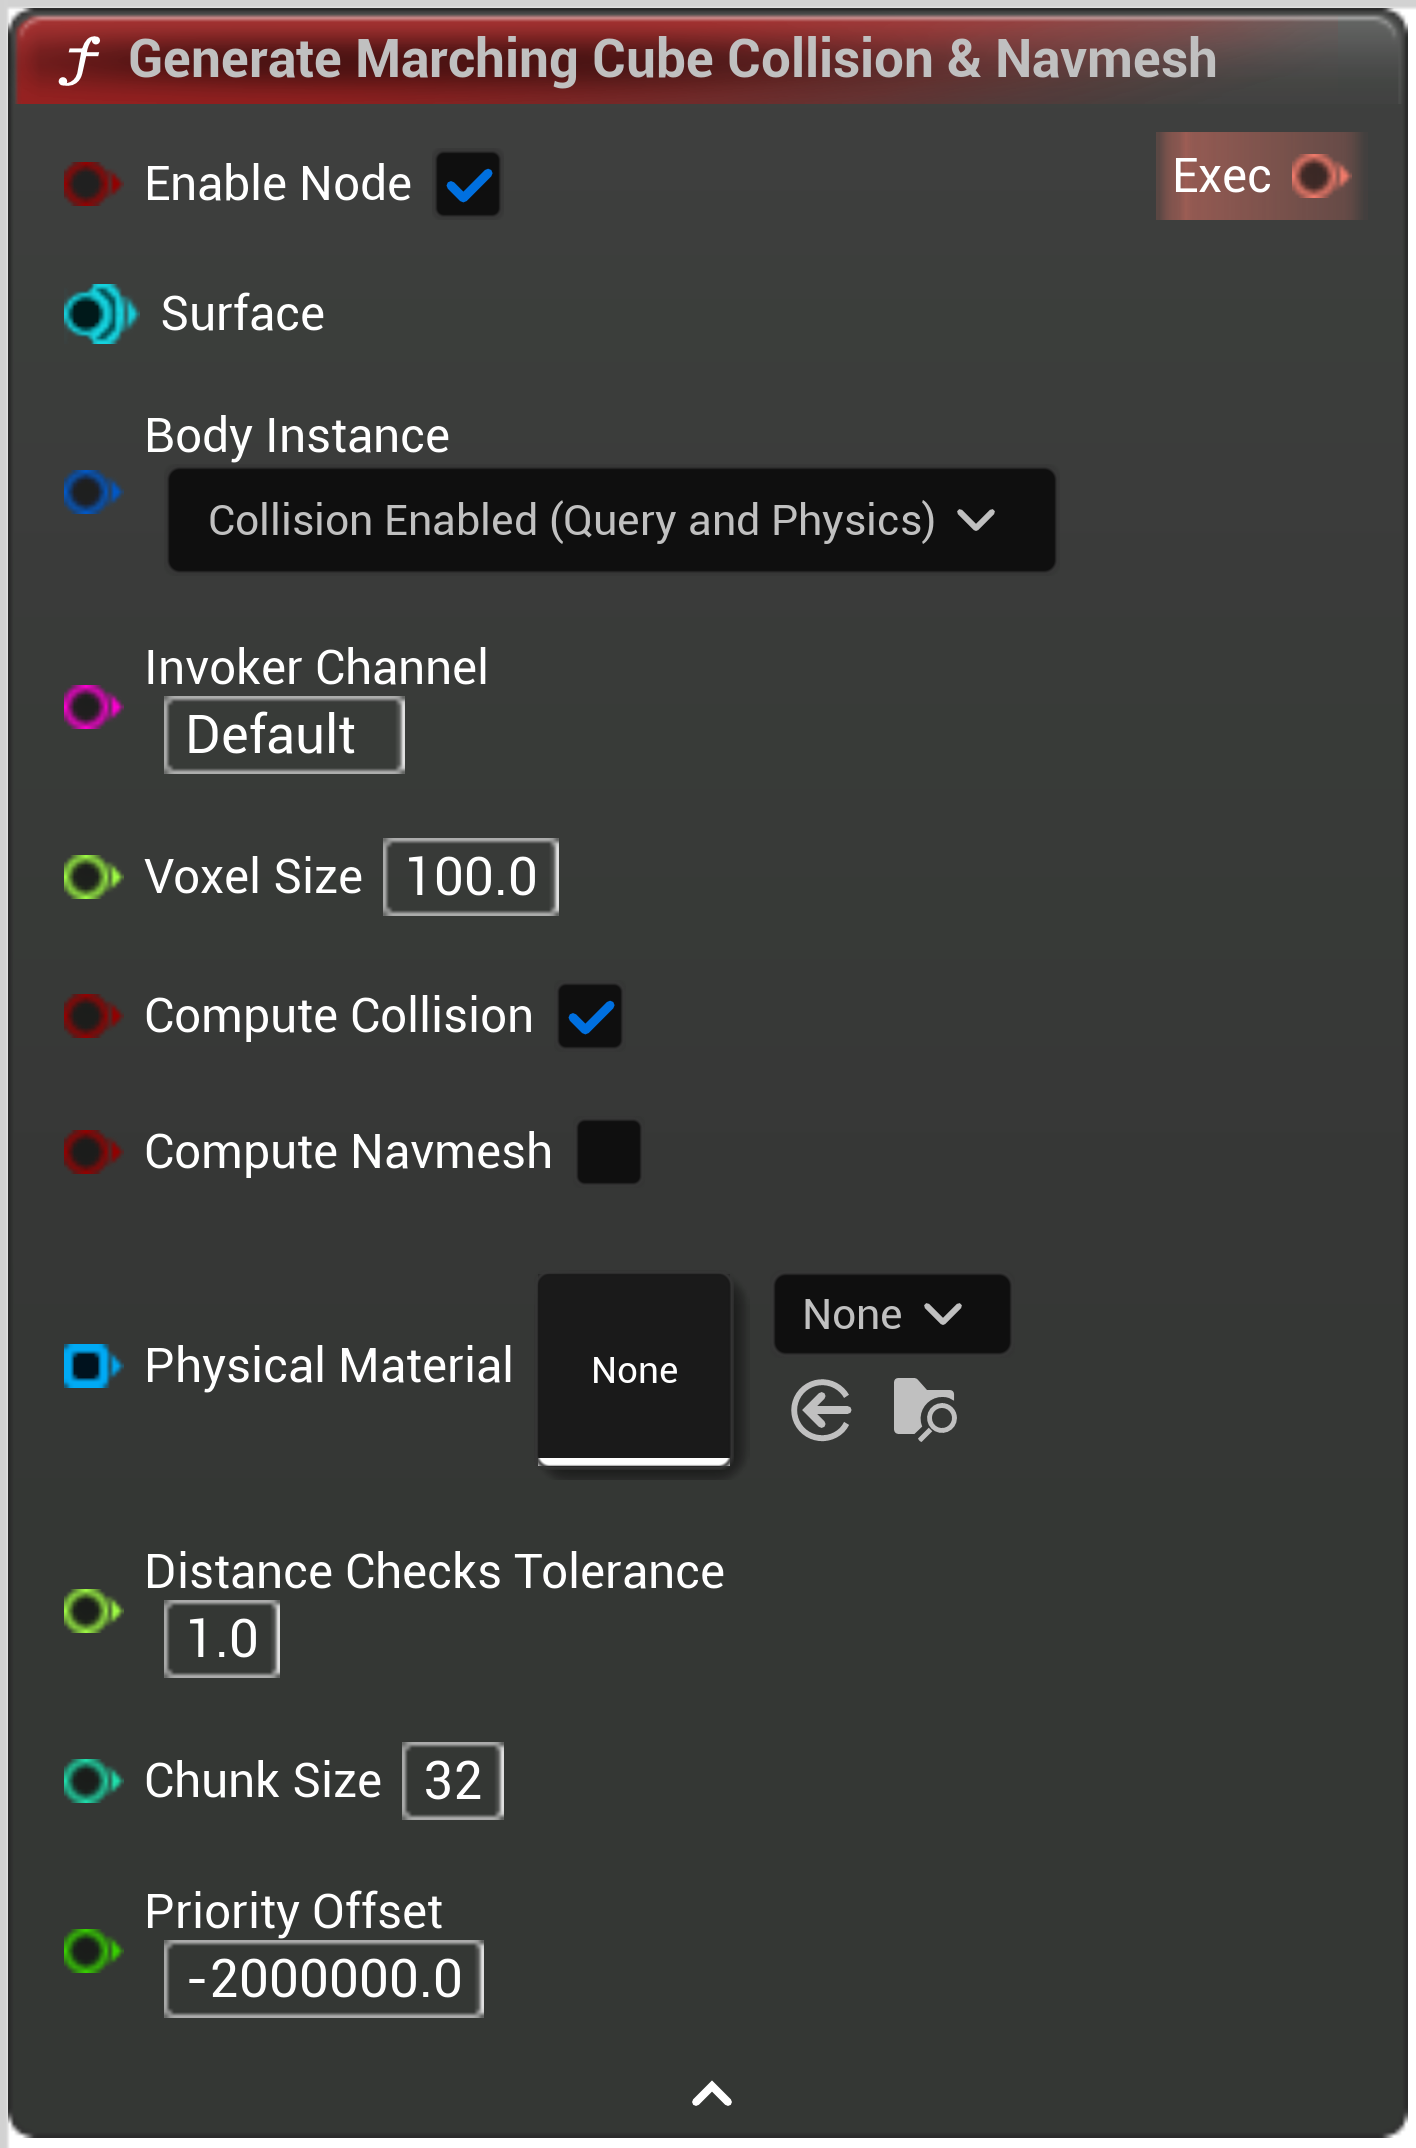 Generate Marching Cube Collision & Navmesh
Enable Node
Exec
Surface
Body Instance
Collision Enabled (Query and Physics)
Invoker Channel
Default
Voxel Size 100.0
Compute Collision
Compute Navmesh
Physical Material None None
Distance Checks Tolerance
1.0
Chunk Size 32
Priority Offset
-2000000.0